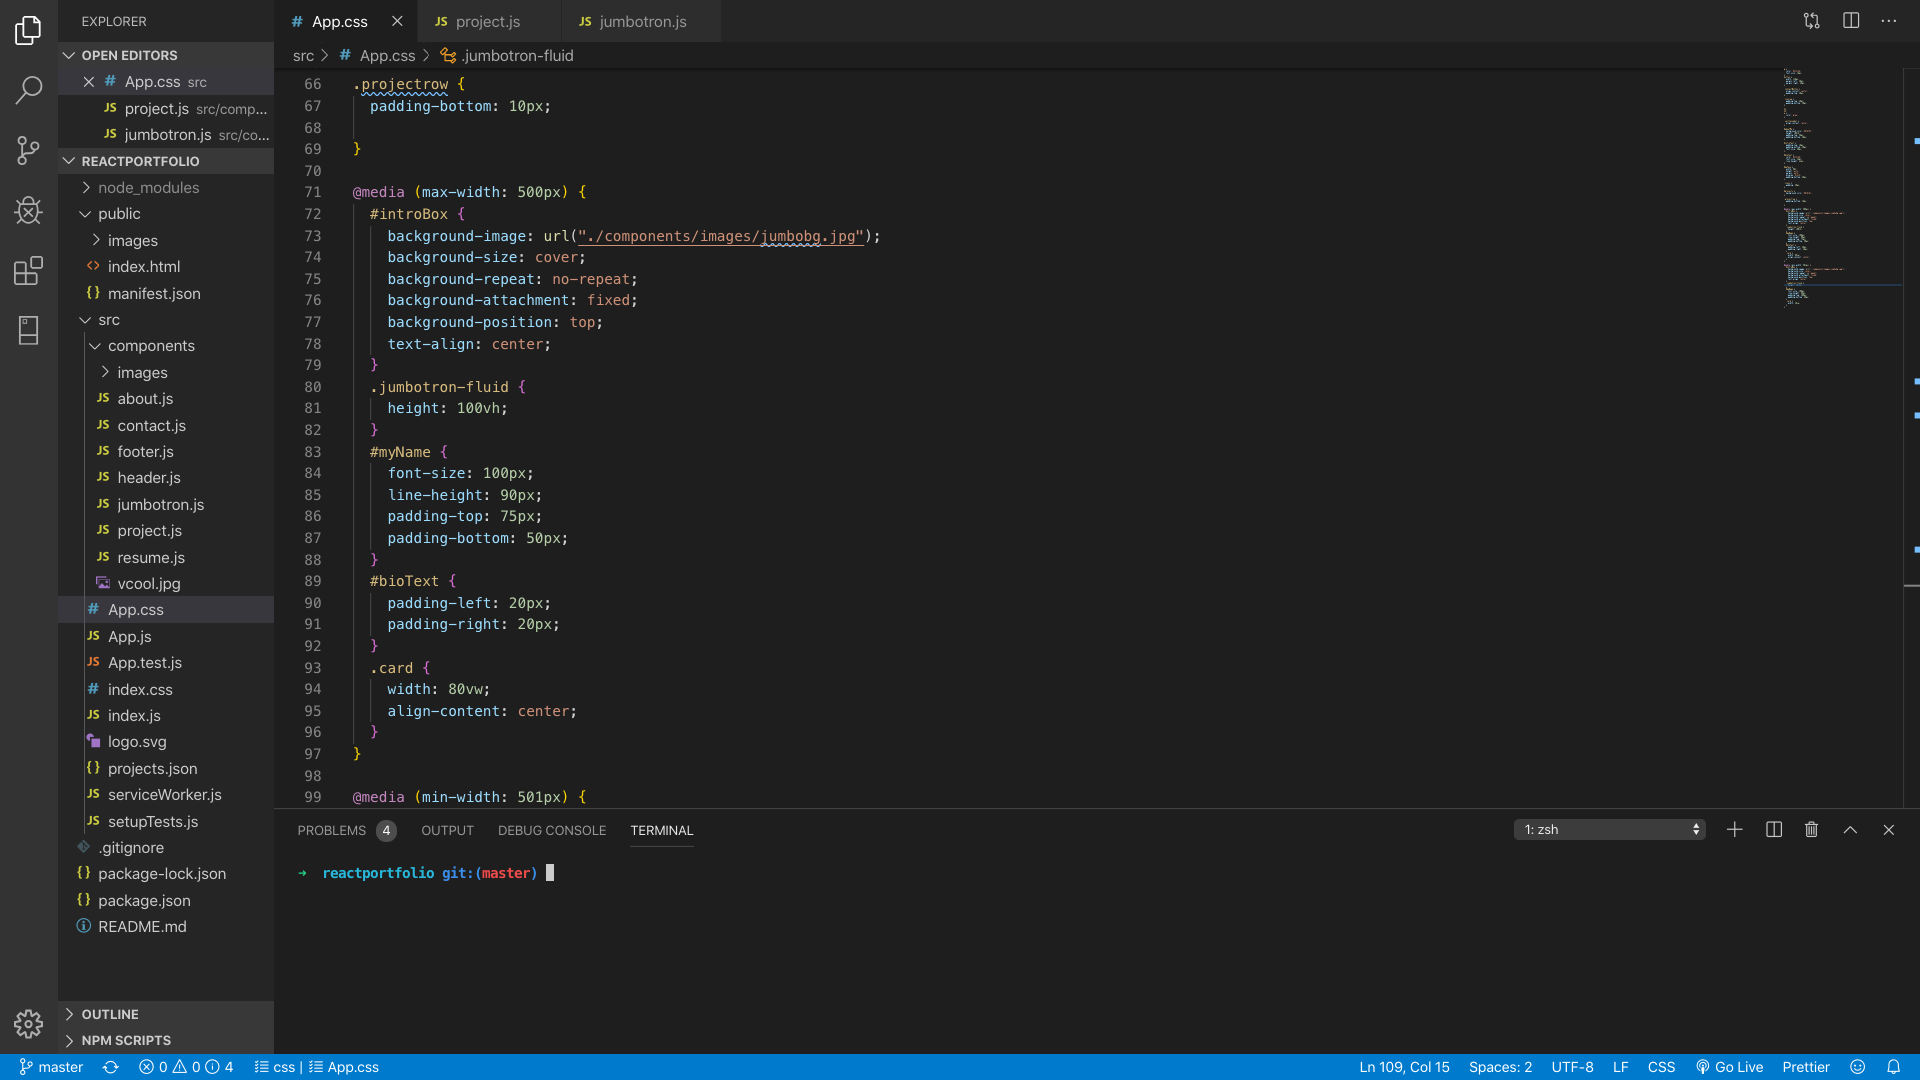 EXPLORER
OPEN EDITORS
App.css src
JS project.js src/comp...
JS jumbotron.js src/co...
REACTPORTFOLIO
node_modules
public
images
<> index.html
{} manifest.json
src
components
images
JS about.js
JS contact.js
JS footer.js
JS header.js
JS jumbotron.js
JS project.js
JS resume.js
vcool.jpg
# App.css
JS App.js
JS App.test.js
# index.css
JS index.js
logo.svg
{} projects.json
JS serviceWorker.js
JS setupTests.js
.gitignore
{} package-lock.json
{} package.json
README.md
OUTLINE
NPM SCRIPTS
# App.css JS project.js JS jumbotron.js
src > # App.css > .jumbotron-fluid
66 .projectrow {
67 padding-bottom: 10px;
68
69 }
70
71 @media (max-width: 500px) {
72 #introBox {
73 background-image: url("./components/images/jumbobg.jpg");
74 background-size: cover;
75 background-repeat: no-repeat;
76 background-attachment: fixed;
77 background-position: top;
78 text-align: center;
79 }
80 .jumbotron-fluid {
81 height: 100vh;
82 }
83 #myName {
84 font-size: 100px;
85 line-height: 90px;
86 padding-top: 75px;
87 padding-bottom: 50px;
88 }
89 #bioText {
90 padding-left: 20px;
91 padding-right: 20px;
92 }
93 .card {
94 width: 80vw;
95 align-content: center;
96 }
97 }
98
99 @media (min-width: 501px) {
PROBLEMS 4 OUTPUT DEBUG CONSOLE TERMINAL 1: zsh
→ reactportfolio git:(master)
master 0 0 4 css | App.css Ln 109, Col 15 Spaces: 2 UTF-8 LF CSS Go Live Prettier